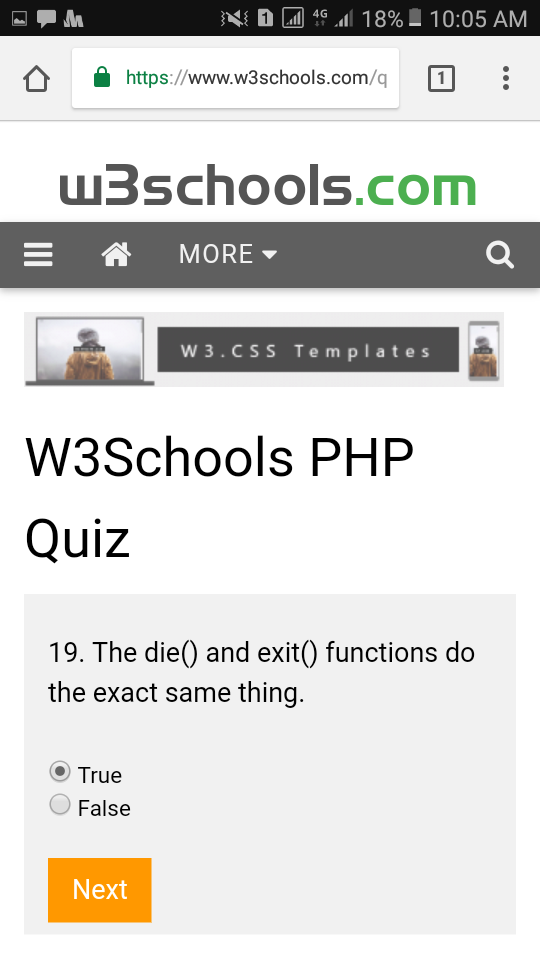 1 4G 18% 10:05 AM
https://www.w3schools.com/q 1
w3schools.com
MORE
W3.CSS Templates
W3Schools PHP
Quiz
19. The die() and exit() functions do
the exact same thing.
True
False
Next